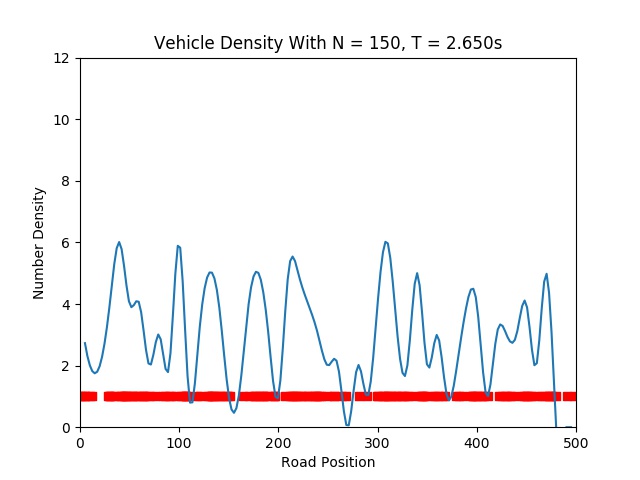 Vehicle Density With N = 150, T = 2.650s
12
10
8
6
4
2
0
Number Density
0 100 200 300 400 500
Road Position